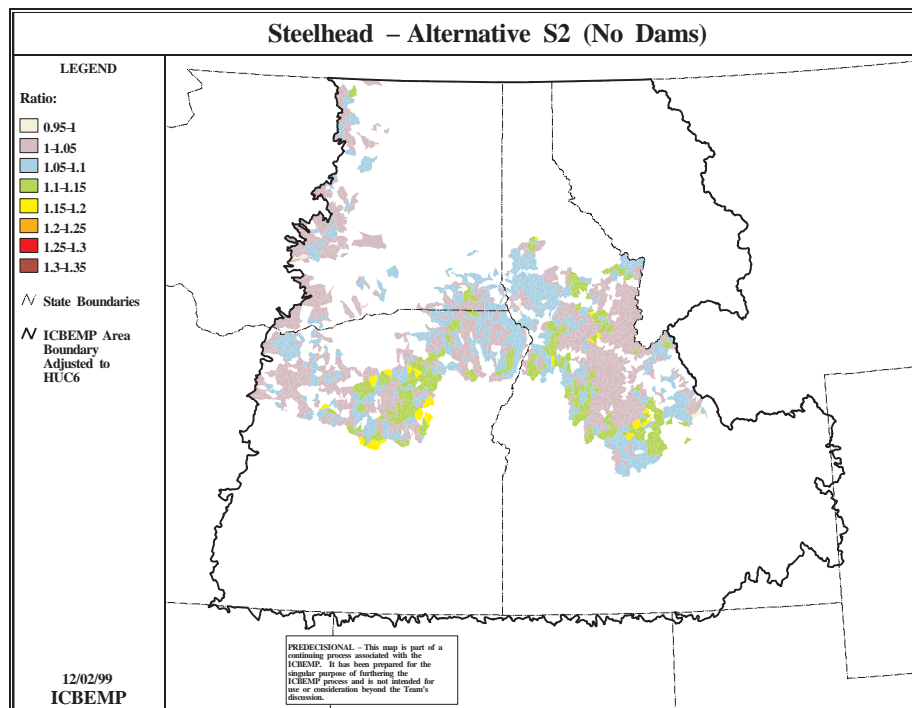 Steelhead – Alternative S2 (No Dams)
LEGEND
Ratio:
0.95–1
1–1.05
1.05–1.1
1.1–1.15
1.15–1.2
1.2–1.25
1.25–1.3
1.3–1.35
State Boundaries
ICBEMP Area
Boundary
Adjusted to
HUC6
12/02/99
ICBEMP
PREDECISIONAL – This map is part of a
continuing process associated with the
ICBEMP. It has been prepared for the
singular purpose of furthering the
ICBEMP process and is not intended for
use or consideration beyond the Team's
discussion.